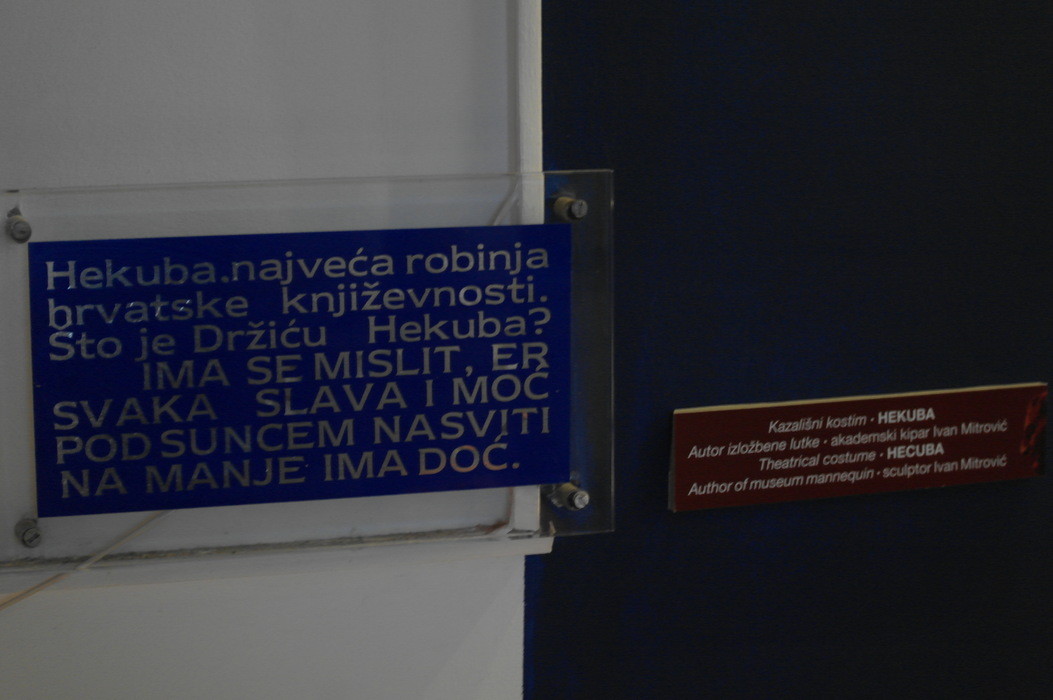 Hekuba.najveća robinja
hrvatske književnosti.
Što je Držiću Hekuba?
IMA SE MISLIT, ER
SVAKA SLAVA I MOĆ
POD SUNCEM NASVITI
NA MANJE IMA DOĆ.
Kazališni kostim · HEKUBA
Autor izložbene lutke · akademski kipar Ivan Mitrović
Theatrical costume · HECUBA
Author of museum mannequin · sculptor Ivan Mitrović